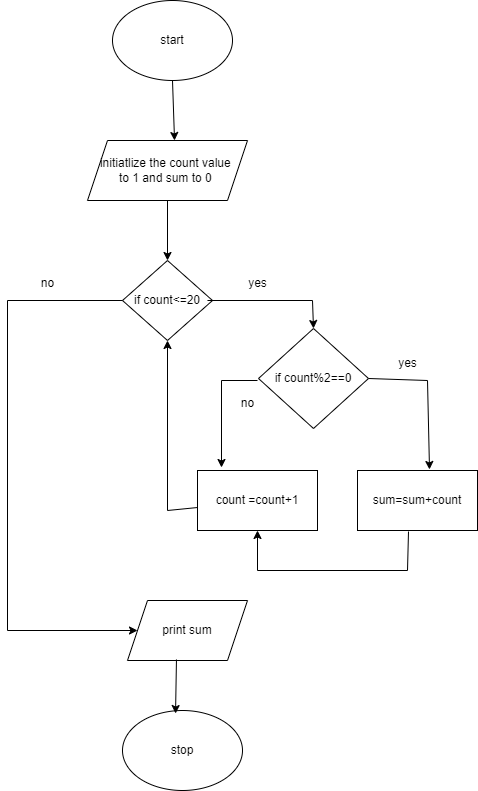 start
initiatlize the count value
to 1 and sum to 0
no
if count<=20
yes
if count%2==0
yes
no
count =count+1
sum=sum+count
print sum
stop